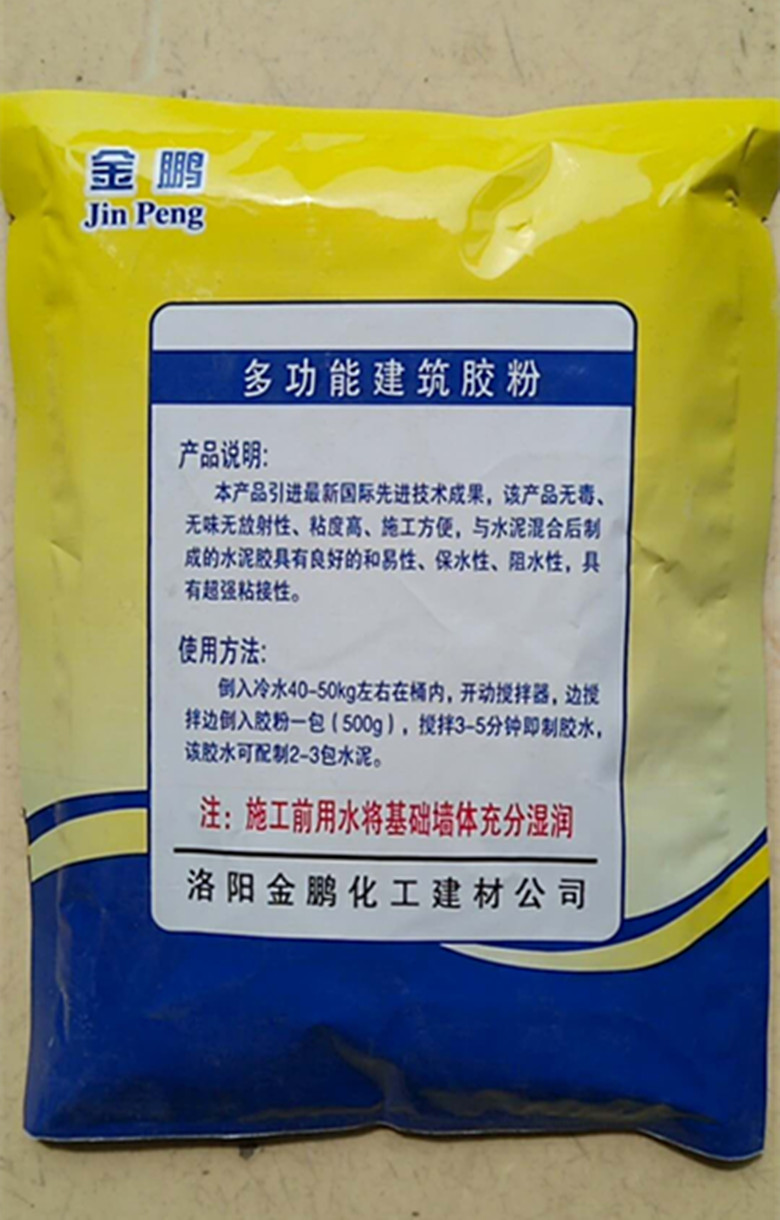 金鹏
Jin Peng
多功能建筑胶粉
产品说明:
本产品引进最新国际先进技术成果，该产品无毒、
无味无放射性、粘度高、施工方便，与水泥混合后制
成的水泥胶具有良好的和易性、保水性、阻水性，具
有超强粘接性。
使用方法:
倒入冷水40-50kg左右在桶内，开动搅拌器，边搅
拌边倒入胶粉一包（500g），搅拌3-5分钟即制胶水，
该胶水可配制2-3包水泥。
注：施工前用水将基础墙体充分湿润
洛阳金鹏化工建材公司